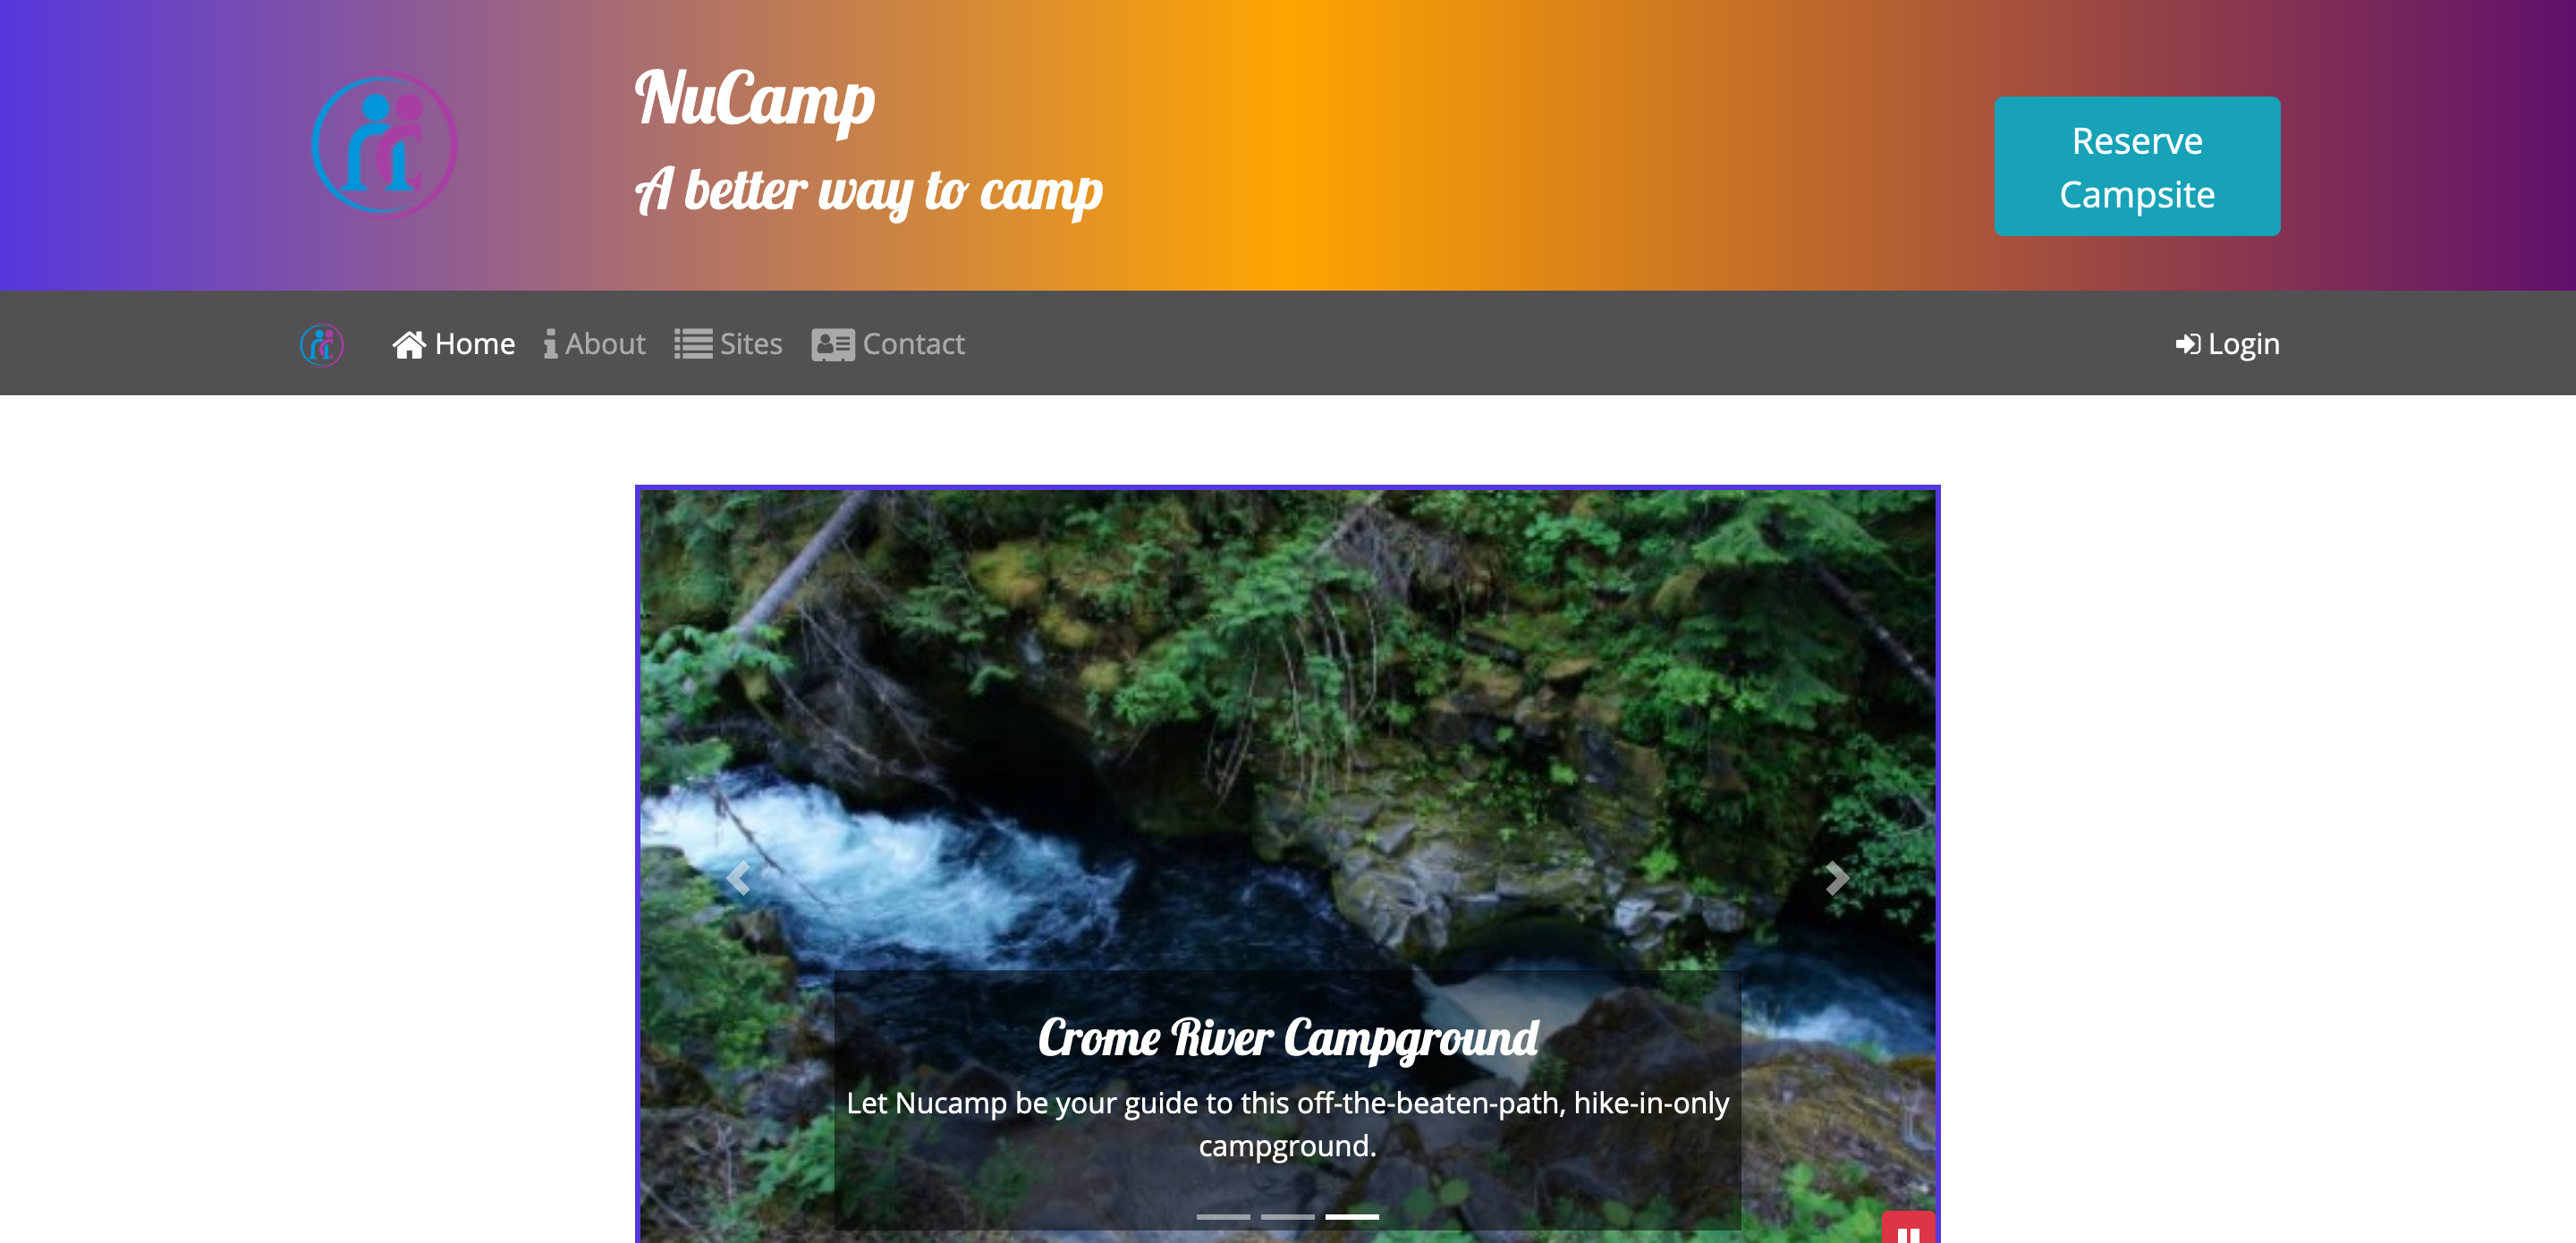 NuCamp
A better way to camp
Reserve
Campsite
Home About Sites Contact Login
Crome River Campground
Let Nucamp be your guide to this off-the-beaten-path, hike-in-only
campground.